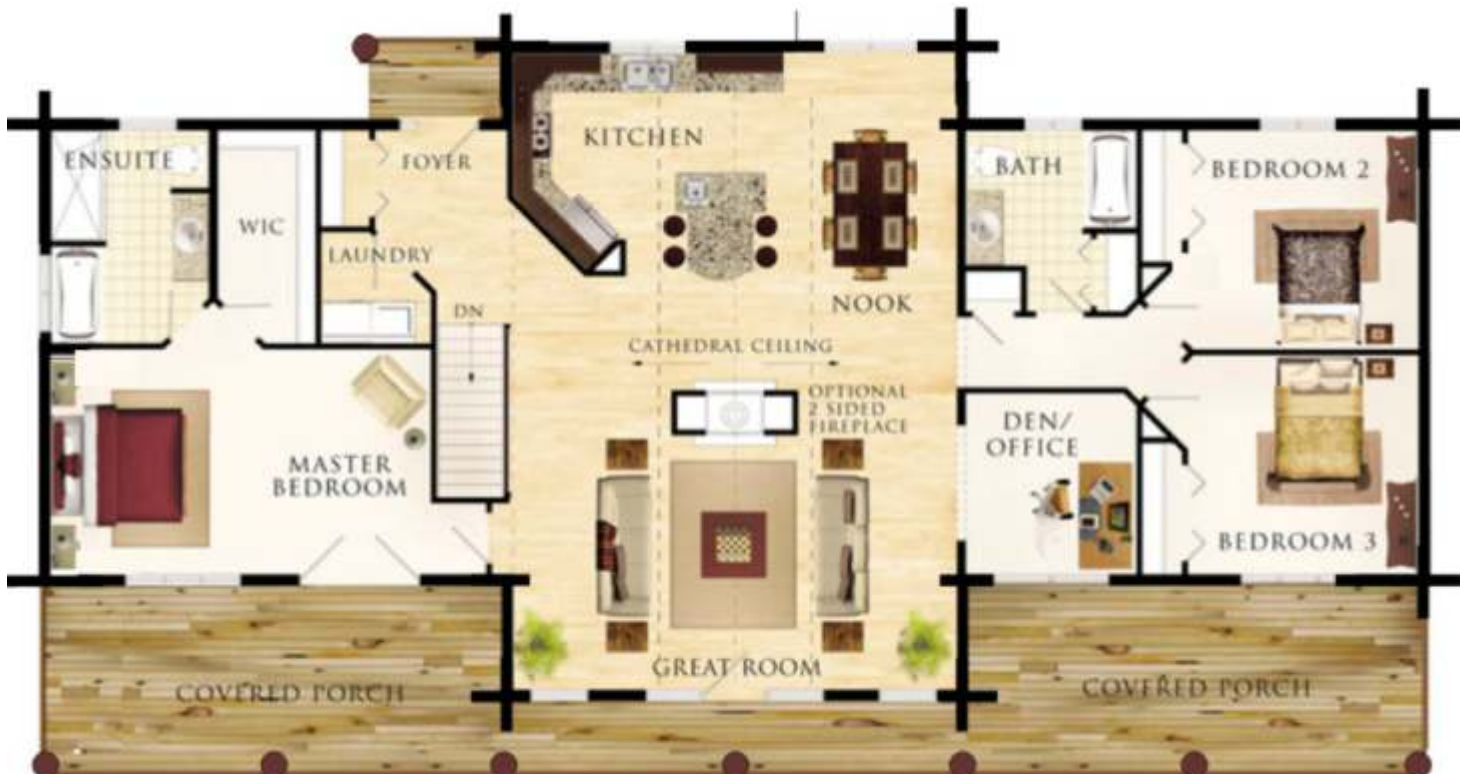 ENSUITE
WIC
FOYER
LAUNDRY
KITCHEN
NOOK
BATH
BEDROOM 2
DN
CATHEDRAL CEILING
OPTIONAL
2 SIDED
FIREPLACE
DEN/
OFFICE
MASTER
BEDROOM
BEDROOM 3
GREAT ROOM
COVERED PORCH
COVERED PORCH